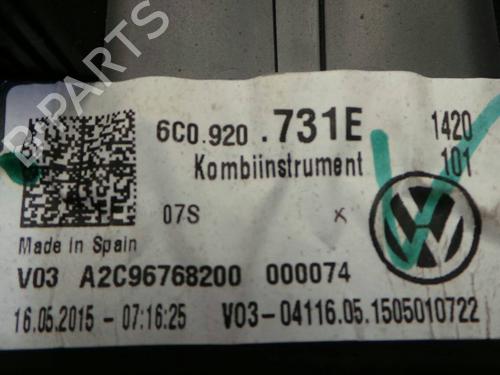 B-PARTS
6C0.920 .731E 1420
Kombiinstrument 101
07S x
Made in Spain
V03 A2C96768200 000074
16.05.2015 - 07:16:25 V03-04116.05.1505010722